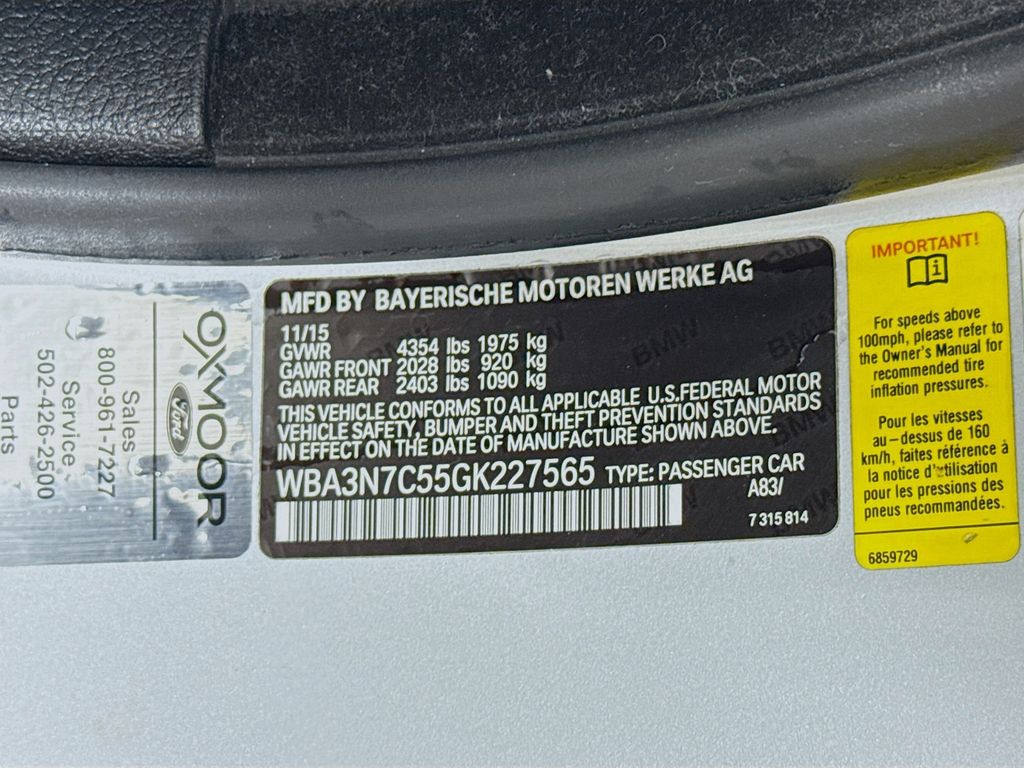 MFD BY BAYERISCHE MOTOREN WERKE AG
11/15
GVWR 4354 lbs 1975 kg
GAWR FRONT 2028 lbs 920 kg
GAWR REAR 2403 lbs 1090 kg
THIS VEHICLE CONFORMS TO ALL APPLICABLE U.S.FEDERAL MOTOR
VEHICLE SAFETY, BUMPER AND THEFT PREVENTION STANDARDS
IN EFFECT ON THE DATE OF MANUFACTURE SHOWN ABOVE.
WBA3N7C55GK227565 TYPE: PASSENGER CAR
A83/
7 315 814
BMW
BMW
OXMOOR
Ford
Sales
800-961-7227
Service
502-426-2500
Parts
IMPORTANT!
For speeds above
100mph, please refer to
the Owner's Manual for
recommended tire
inflation pressures.
Pour les vitesses
au-dessus de 160
km/h, faites référence à
la notice d'utilisation
pour les pressions des
pneus recommandées.
6859729